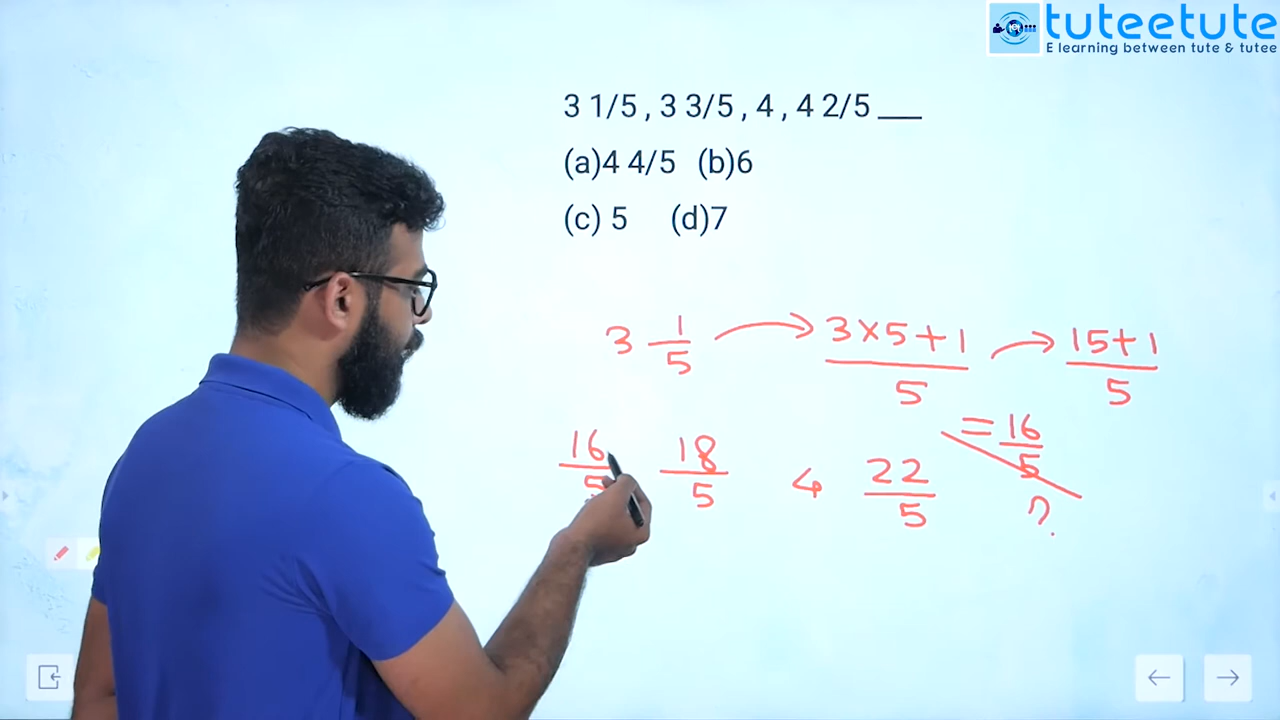 tuteetute
E learning between tute & tutee
3 1/5 , 3 3/5 , 4 , 4 2/5 ___
(a)4 4/5 (b)6
(c) 5 (d)7
3 1/5 → 3×5+1/5 → 15+1/5
= 16/5
16/5 18/5 4 22/5 ?